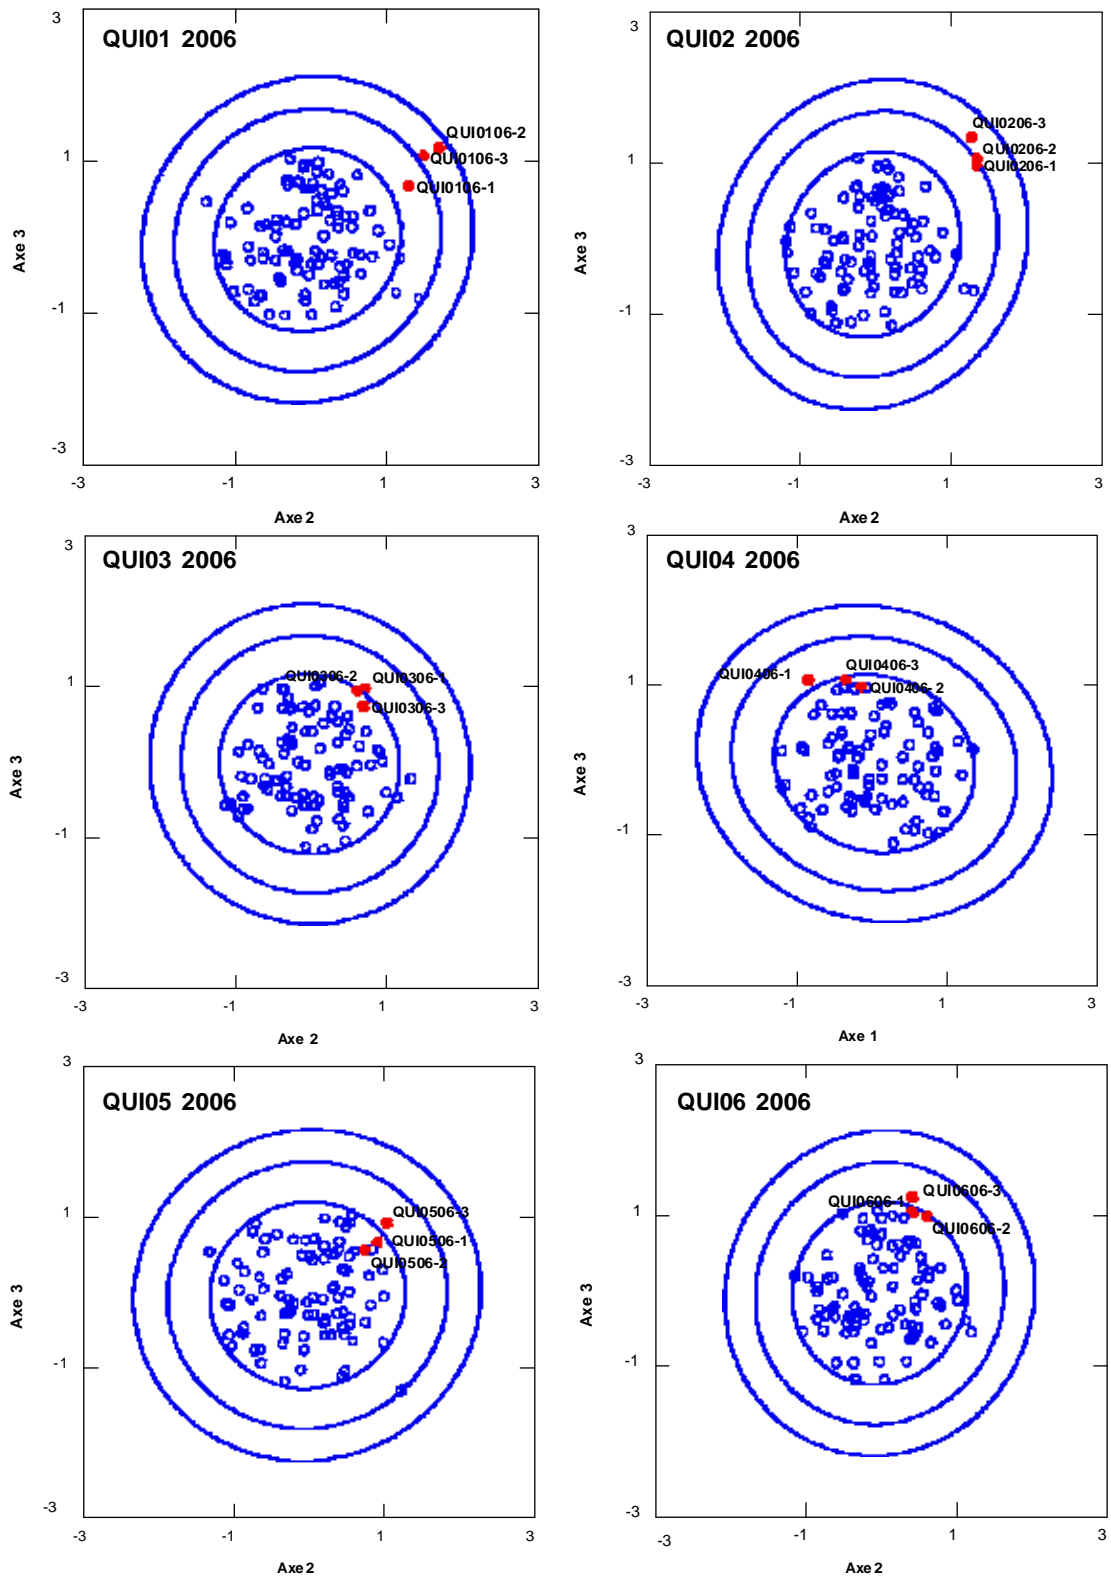 3
3
QUI01 2006
QUI02 2006
QUI0106-2
QUI0206-3
QUI0106-3
QUI0206-2
1
1
QUI0106-1
QUI0206-1
Axe 3
Axe 3
-1
-1
-3
-3
-3
-1
1
3
-3
-1
1
3
Axe 2
Axe 2
3
3
QUI03 2006
QUI04 2006
QUI0306-2
QUI0306-1
QUI0406-1
QUI0406-3
1
1
QUI0306-3
QUI0406-2
Axe 3
Axe 3
-1
-1
-3
-3
-3
-1
1
3
-3
-1
1
3
Axe 2
Axe 1
3
3
QUI05 2006
QUI06 2006
QUI0506-3
QUI0606-1
QUI0606-3
1
1
QUI0506-1
QUI0606-2
QUI0506-2
Axe 3
Axe 3
-1
-1
-3
-3
-3
-1
1
3
-3
-1
1
3
Axe 2
Axe 2